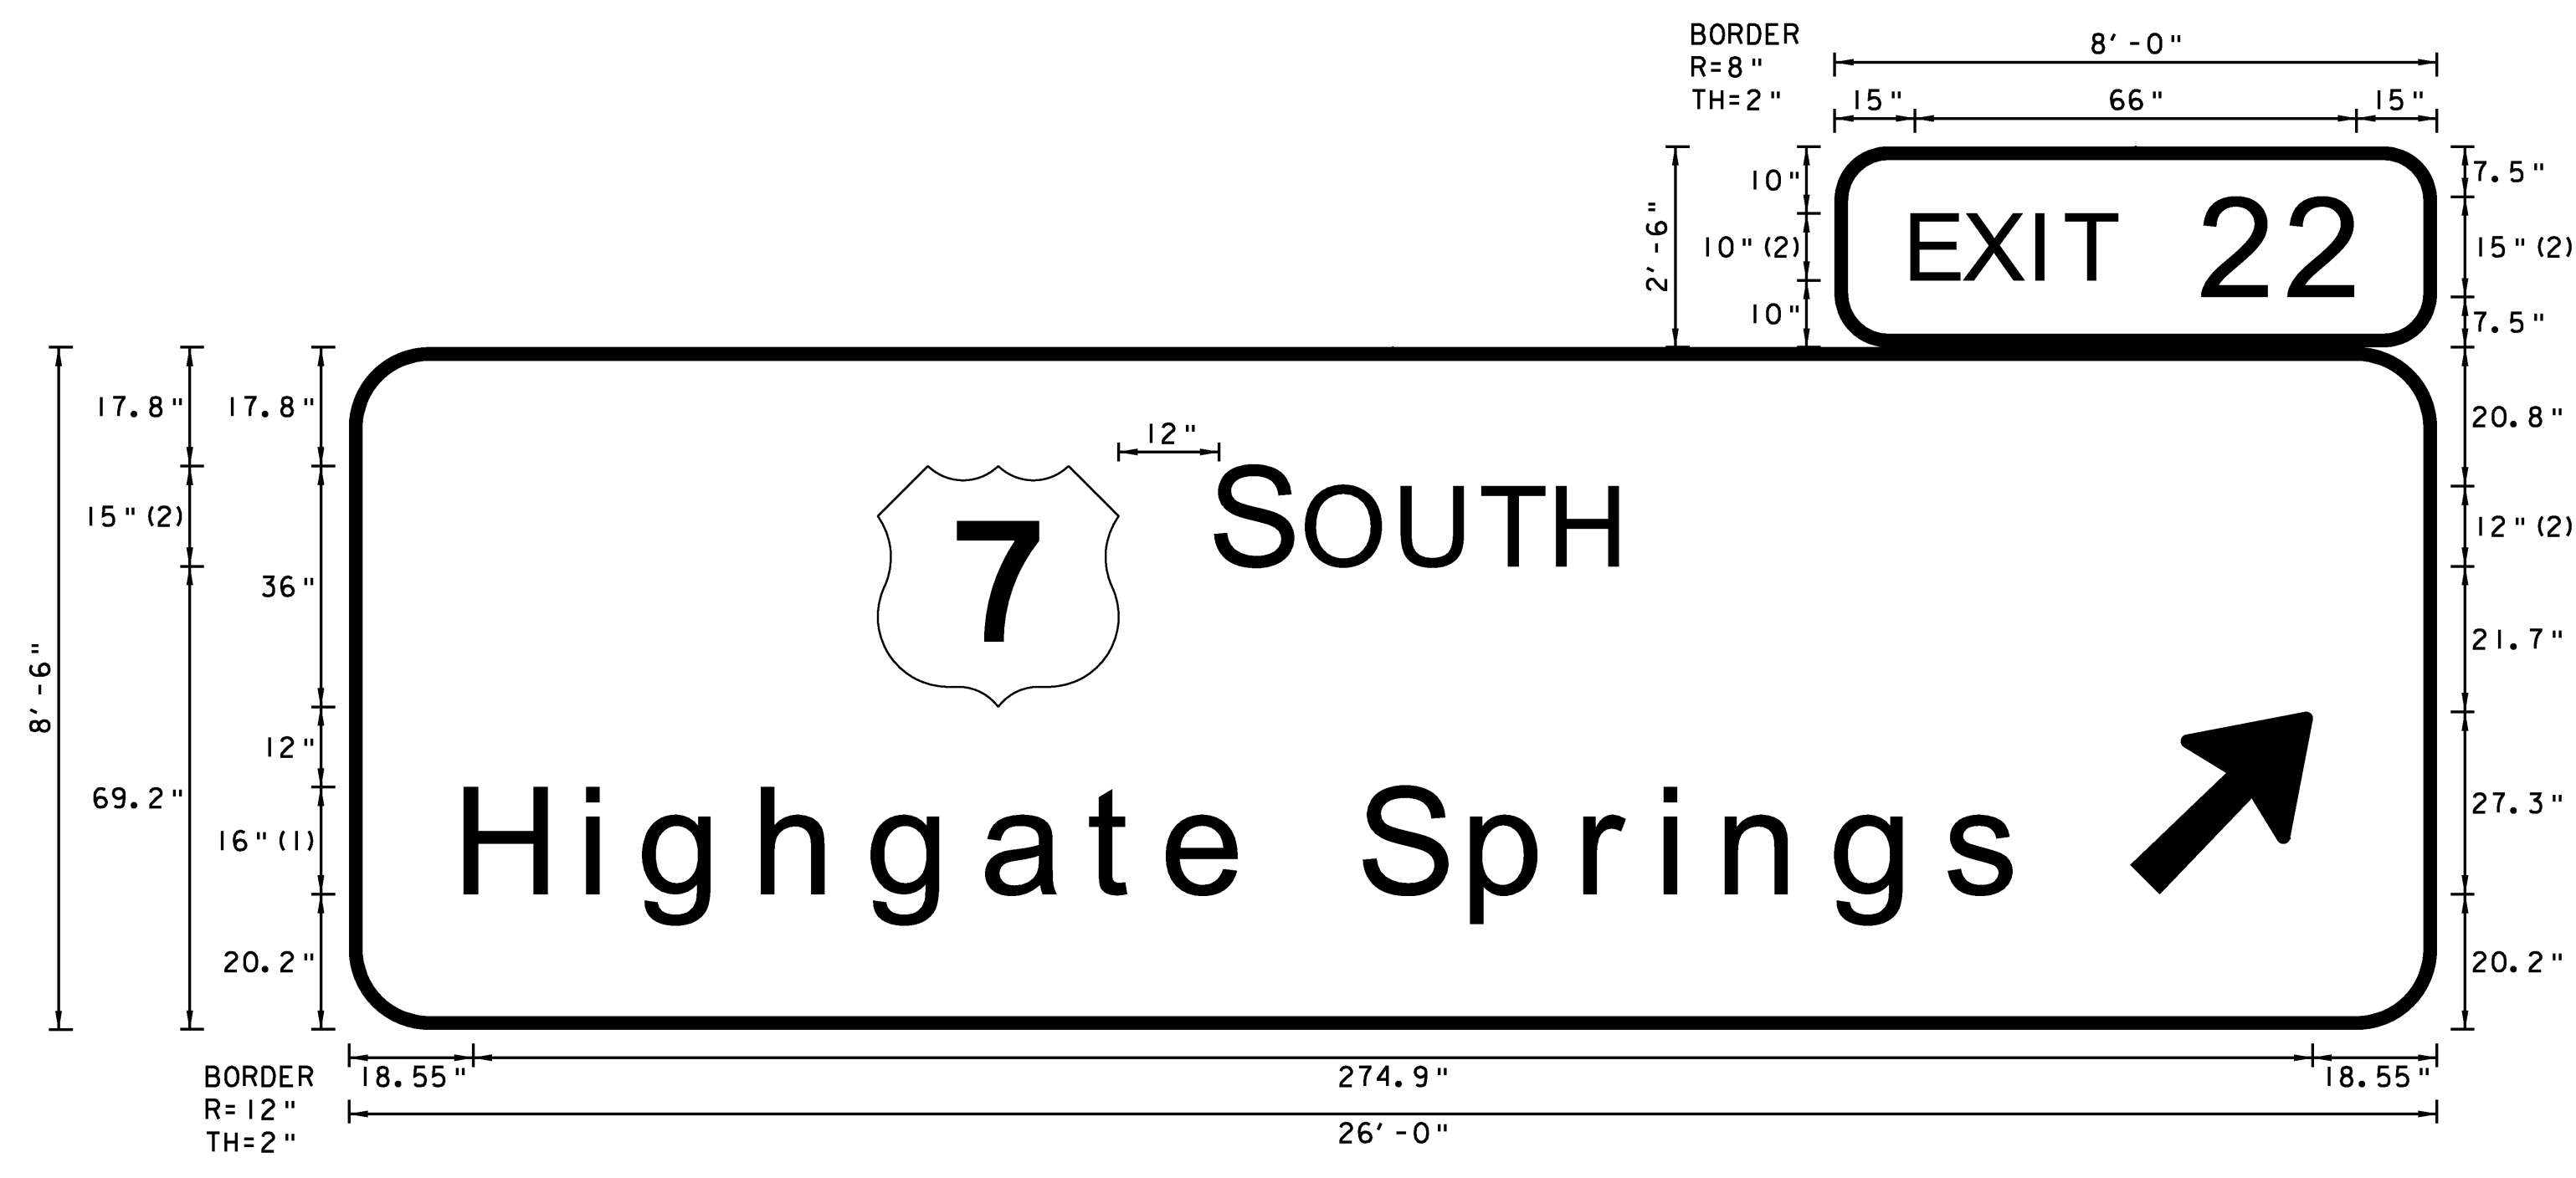 BORDER
R=8"
TH=2"
8'-0"
15" 66" 15"
10"
10"(2)
10"
2'-6"
EXIT 22
7.5"
15"(2)
7.5"
8'-6"
17.8"
15"(2)
69.2"
17.8"
36"
12"
16"(1)
20.2"
12"
7
SOUTH
Highgate Springs
20.8"
12"(2)
21.7"
27.3"
20.2"
BORDER
R=12"
TH=2"
18.55" 274.9" 18.55"
26'-0"